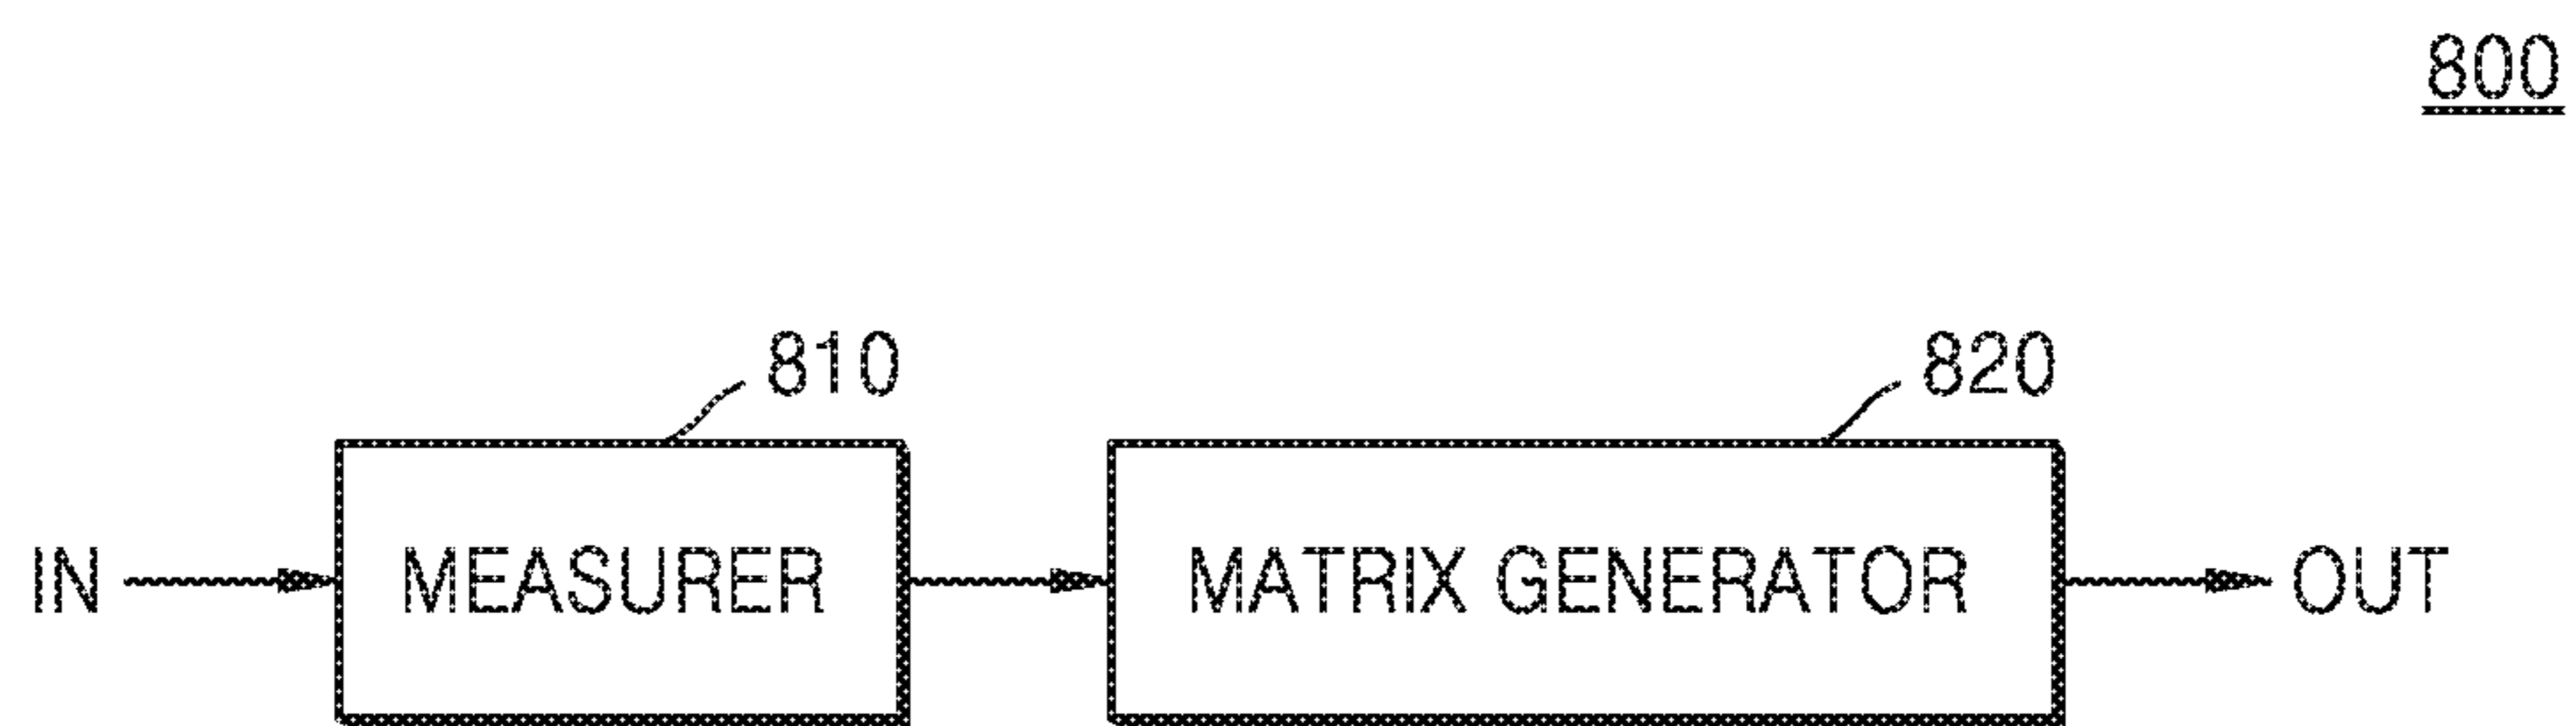 800
810
820
IN
MEASURER
MATRIX GENERATOR
OUT